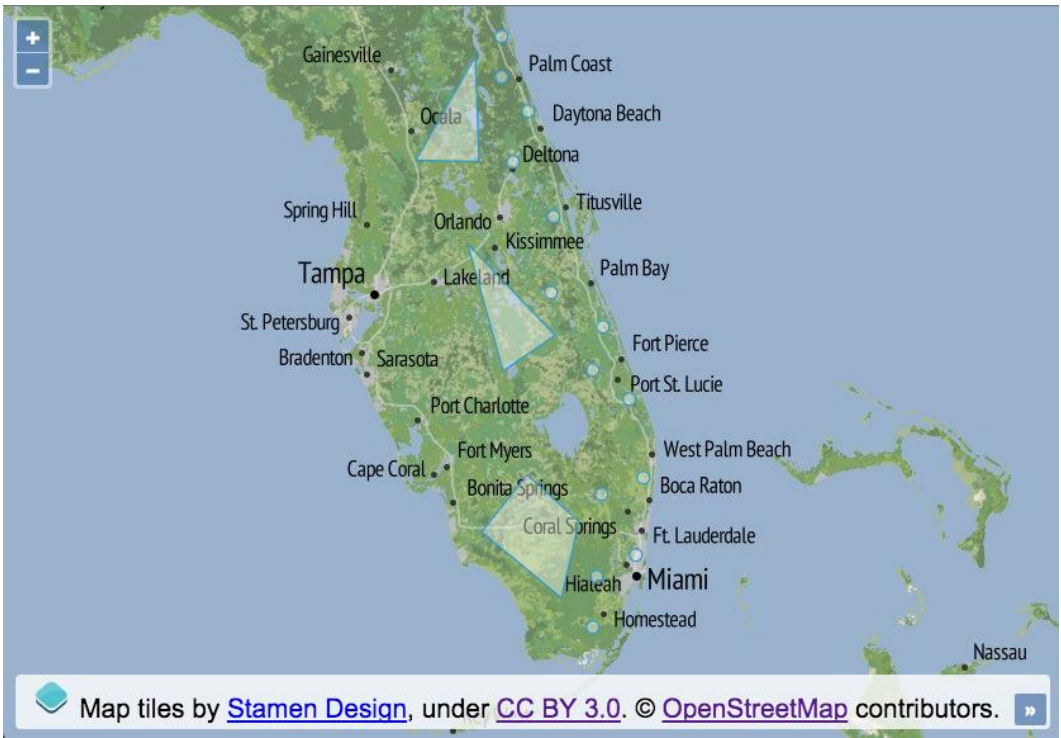 +
−
Gainesville
Palm Coast
Ocala
Daytona Beach
Deltona
Spring Hill
Orlando
Titusville
Kissimmee
Tampa
Lakeland
Palm Bay
St. Petersburg
Bradenton
Sarasota
Fort Pierce
Port St. Lucie
Port Charlotte
Fort Myers
West Palm Beach
Cape Coral
Bonita Springs
Boca Raton
Coral Springs
Ft. Lauderdale
Hialeah
Miami
Homestead
Nassau
Map tiles by Stamen Design, under CC BY 3.0. © OpenStreetMap contributors. »